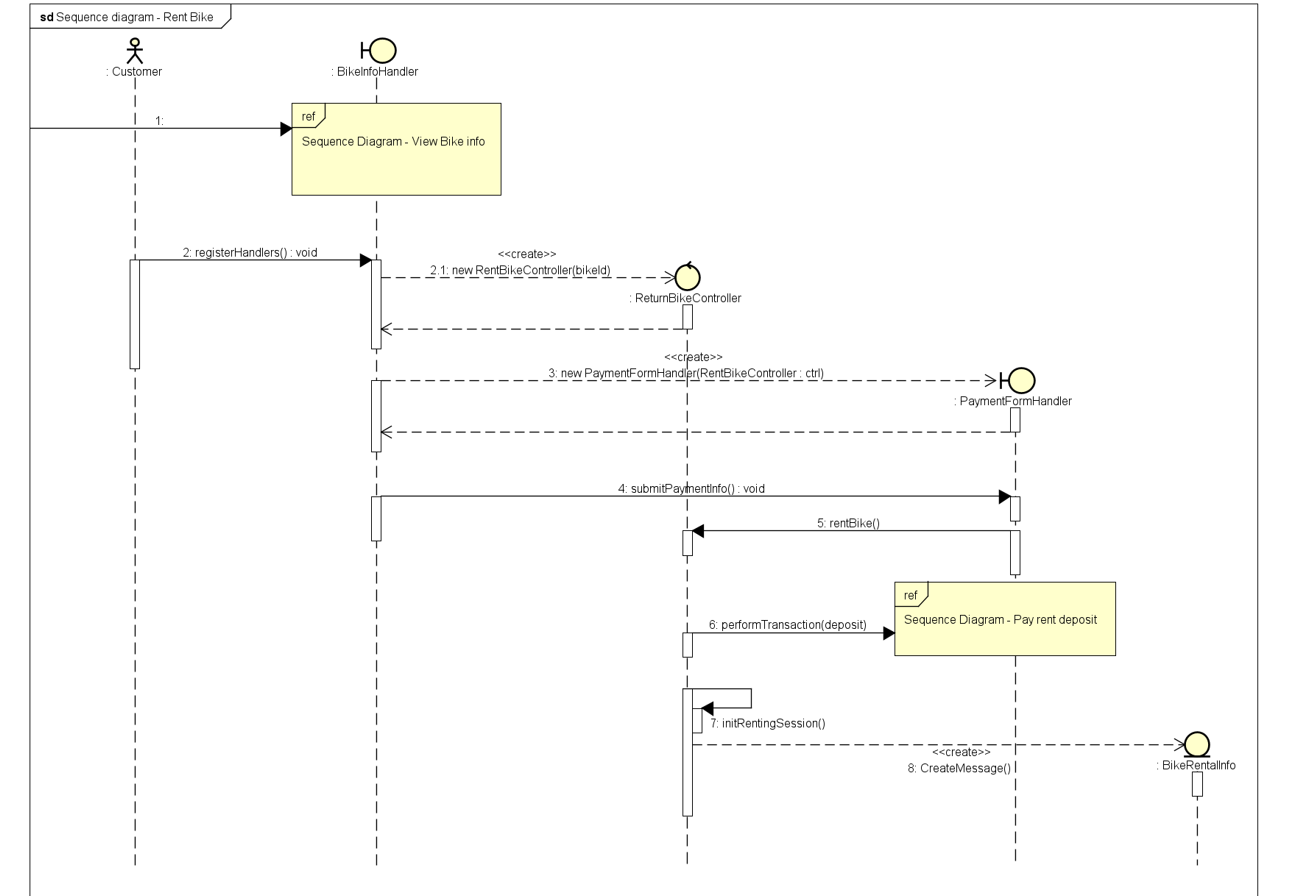 sd Sequence diagram - Rent Bike
: Customer
: BikeInfoHandler
ref
1:
Sequence Diagram - View Bike info
2: registerHandlers() : void
<<create>>
2.1: new RentBikeController(bikeId)
: ReturnBikeController
<<create>>
3: new PaymentFormHandler(RentBikeController : ctrl)
: PaymentFormHandler
4: submitPaymentInfo() : void
5: rentBike()
ref
Sequence Diagram - Pay rent deposit
6: performTransaction(deposit)
7: initRentingSession()
<<create>>
8: CreateMessage()
: BikeRentalInfo